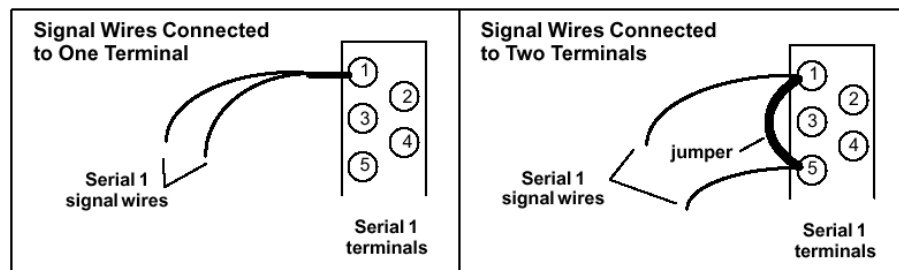 Signal Wires Connected
to One Terminal
1
2
3
4
5
Serial 1
signal wires
Serial 1
terminals
Signal Wires Connected
to Two Terminals
1
2
3
4
5
jumper
Serial 1
signal wires
Serial 1
terminals